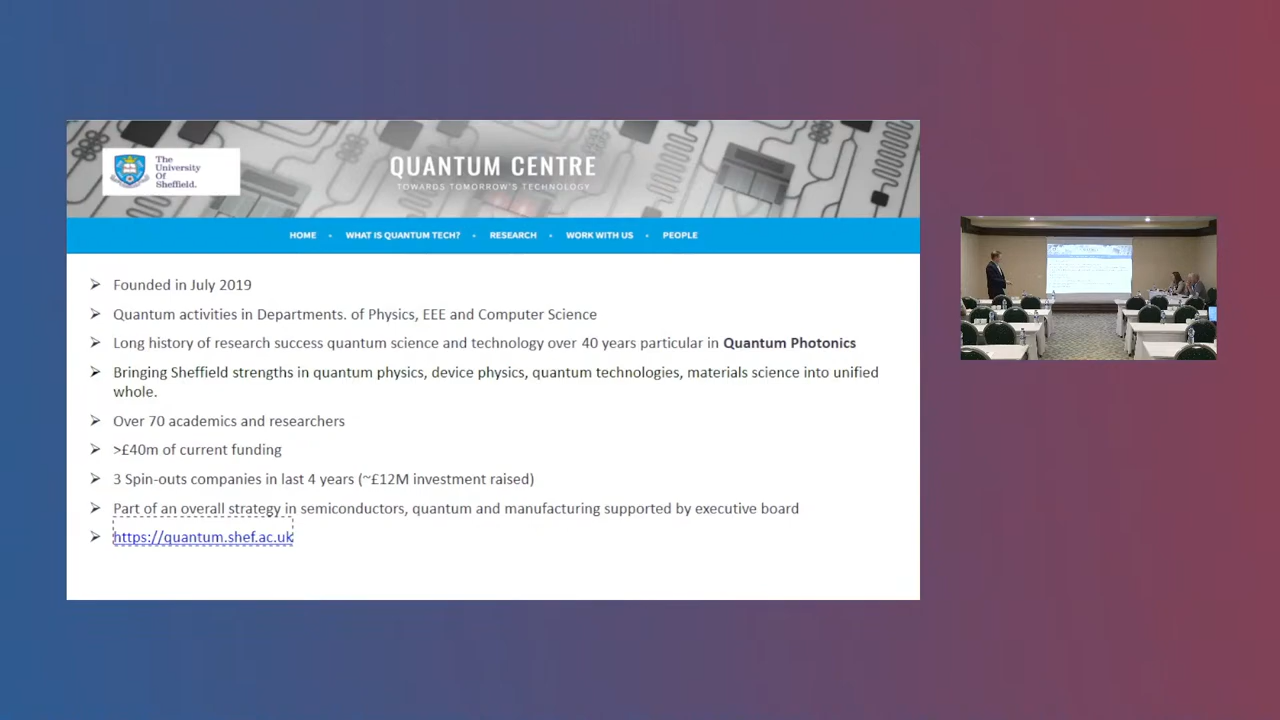 The
University
Of
Sheffield.
QUANTUM CENTRE
TOWARDS TOMORROW'S TECHNOLOGY
HOME • WHAT IS QUANTUM TECH? • RESEARCH • WORK WITH US • PEOPLE
➢ Founded in July 2019
➢ Quantum activities in Departments. of Physics, EEE and Computer Science
➢ Long history of research success quantum science and technology over 40 years particular in Quantum Photonics
➢ Bringing Sheffield strengths in quantum physics, device physics, quantum technologies, materials science into unified
whole.
➢ Over 70 academics and researchers
➢ >£40m of current funding
➢ 3 Spin-outs companies in last 4 years (~£12M investment raised)
➢ Part of an overall strategy in semiconductors, quantum and manufacturing supported by executive board
➢ https://quantum.shef.ac.uk